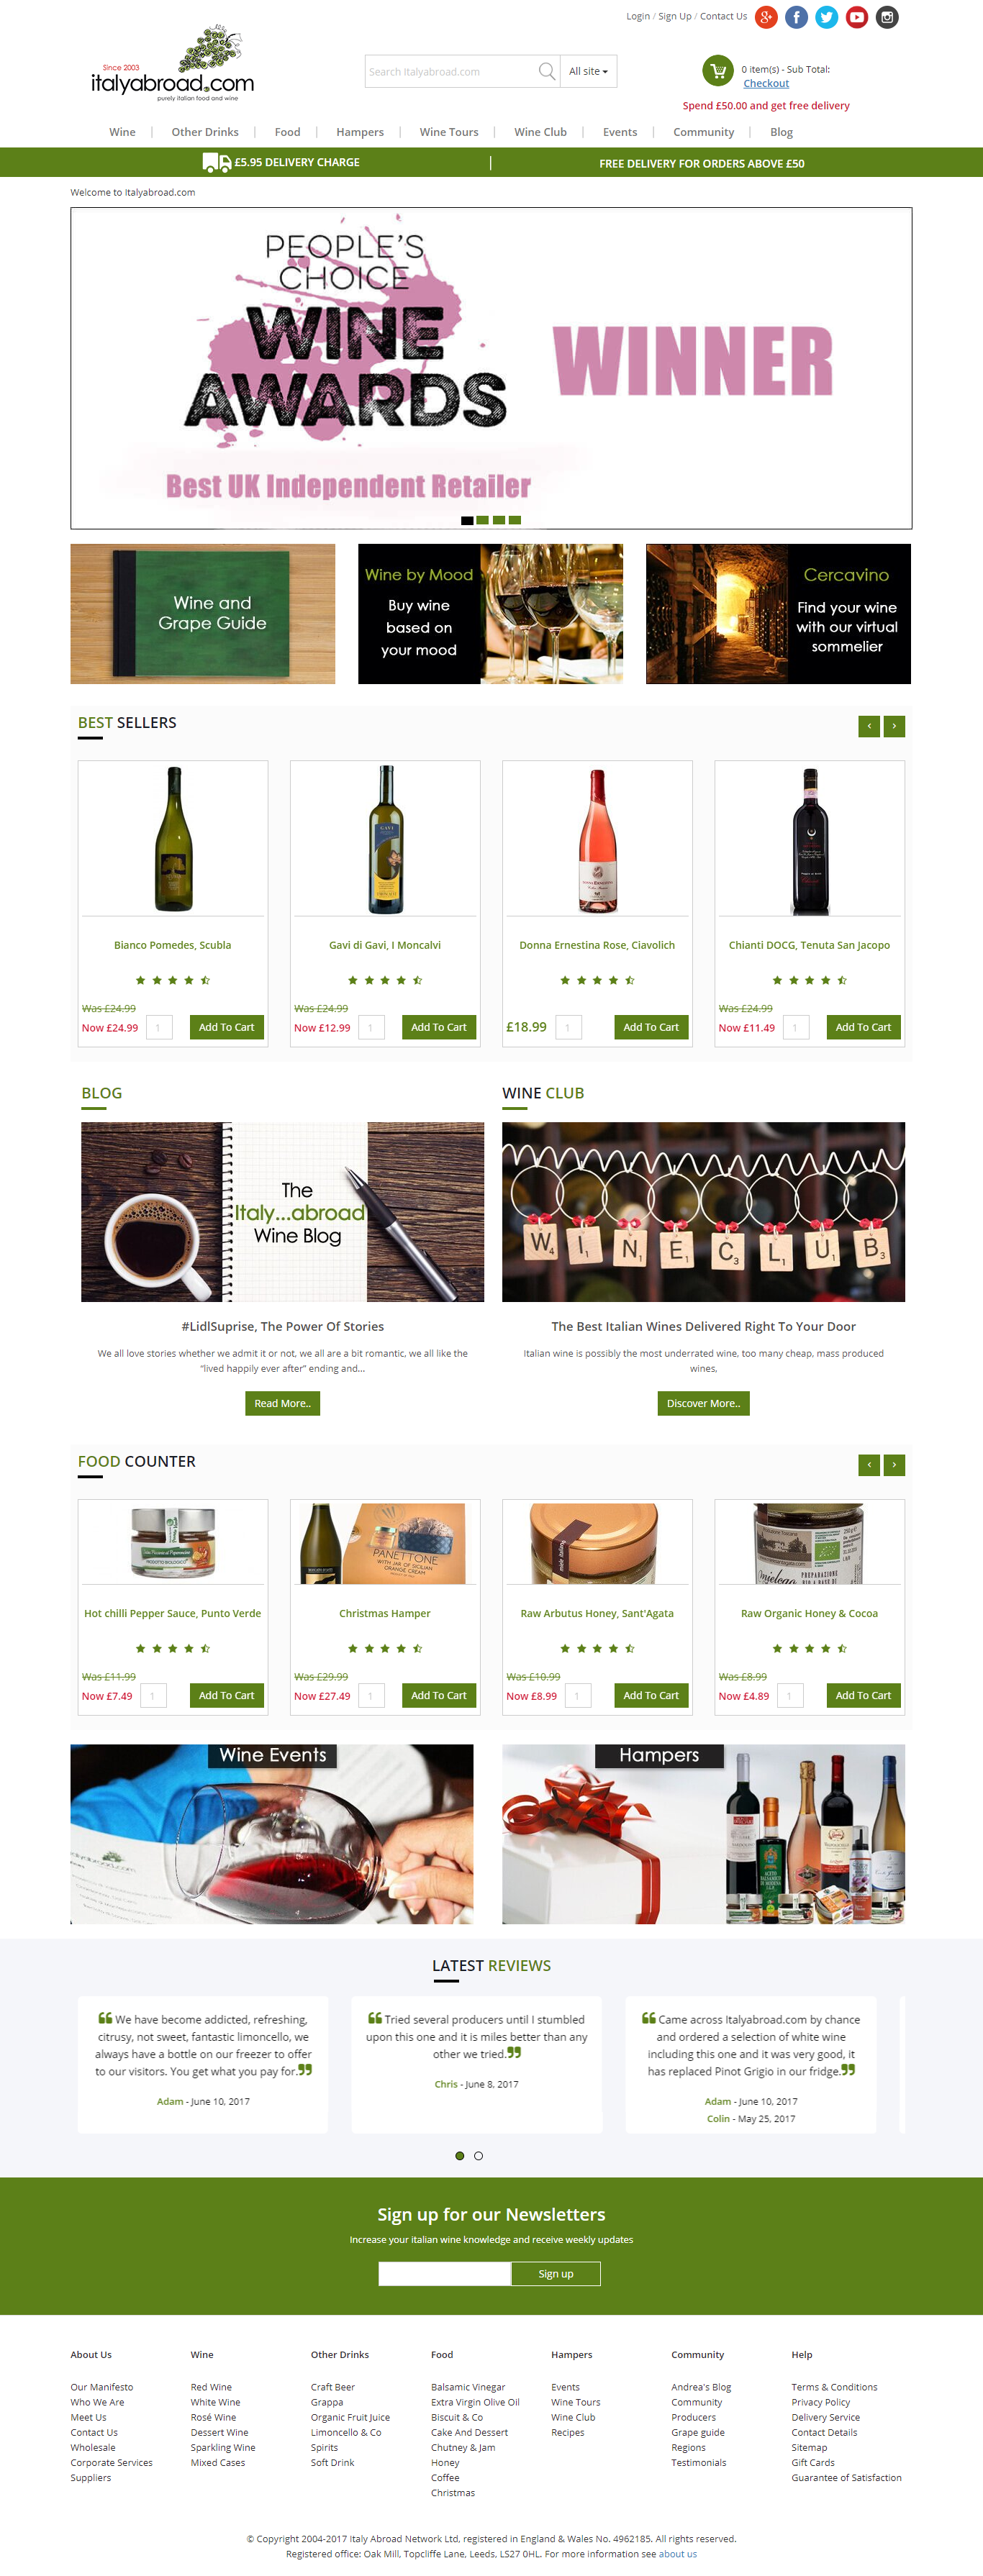 Login / Sign Up / Contact Us
Since 2003
italyabroad.com
purely italian food and wine
Search Italyabroad.com
All site
0 item(s) - Sub Total:
Checkout
Spend £50.00 and get free delivery
Wine | Other Drinks | Food | Hampers | Wine Tours | Wine Club | Events | Community | Blog
£5.95 DELIVERY CHARGE | FREE DELIVERY FOR ORDERS ABOVE £50
Welcome to Italyabroad.com
PEOPLE'S
CHOICE
WINE
AWARDS
WINNER
Best UK Independent Retailer
Wine and
Grape Guide
Wine by Mood
Buy wine
based on
your mood
Cercavino
Find your wine
with our virtual
sommelier
BEST SELLERS
GAVI
Bianco Pomedes, Scubla
Gavi di Gavi, I Moncalvi
Donna Ernestina Rose, Ciavolich
Chianti DOCG, Tenuta San Jacopo
Was £24.99
Now £24.99 1 Add To Cart
Was £24.99
Now £12.99 1 Add To Cart
£18.99 1 Add To Cart
Was £24.99
Now £11.49 1 Add To Cart
BLOG
The
Italy...abroad
Wine Blog
#LidlSuprise, The Power Of Stories
We all love stories whether we admit it or not, we all are a bit romantic, we all like the
“lived happily ever after” ending and...
Read More..
WINE CLUB
W I N E C L U B
The Best Italian Wines Delivered Right To Your Door
Italian wine is possibly the most underrated wine, too many cheap, mass produced
wines,
Discover More..
FOOD COUNTER
PANETTONE
WITH JAR OF SICILIAN
ORANGE CREAM
mielcao
PREPARAZIONE
Hot chilli Pepper Sauce, Punto Verde
Christmas Hamper
Raw Arbutus Honey, Sant'Agata
Raw Organic Honey & Cocoa
Was £11.99
Now £7.49 1 Add To Cart
Was £29.99
Now £27.49 1 Add To Cart
Was £10.99
Now £8.99 1 Add To Cart
Was £8.99
Now £4.89 1 Add To Cart
Wine Events
Hampers
LATEST REVIEWS
We have become addicted, refreshing,
citrusy, not sweet, fantastic limoncello, we
always have a bottle on our freezer to offer
to our visitors. You get what you pay for.
Adam - June 10, 2017
Tried several producers until I stumbled
upon this one and it is miles better than any
other we tried.
Chris - June 8, 2017
Came across Italyabroad.com by chance
and ordered a selection of white wine
including this one and it was very good, it
has replaced Pinot Grigio in our fridge.
Adam - June 10, 2017
Colin - May 25, 2017
Sign up for our Newsletters
Increase your italian wine knowledge and receive weekly updates
Sign up
About Us
Our Manifesto
Who We Are
Meet Us
Contact Us
Wholesale
Corporate Services
Suppliers
Wine
Red Wine
White Wine
Rosé Wine
Dessert Wine
Sparkling Wine
Mixed Cases
Other Drinks
Craft Beer
Grappa
Organic Fruit Juice
Limoncello & Co
Spirits
Soft Drink
Food
Balsamic Vinegar
Extra Virgin Olive Oil
Biscuit & Co
Cake And Dessert
Chutney & Jam
Honey
Coffee
Christmas
Hampers
Events
Wine Tours
Wine Club
Recipes
Community
Andrea's Blog
Community
Producers
Grape guide
Regions
Testimonials
Help
Terms & Conditions
Privacy Policy
Delivery Service
Contact Details
Sitemap
Gift Cards
Guarantee of Satisfaction
© Copyright 2004-2017 Italy Abroad Network Ltd, registered in England & Wales No. 4962185. All rights reserved.
Registered office: Oak Mill, Topcliffe Lane, Leeds, LS27 0HL. For more information see about us